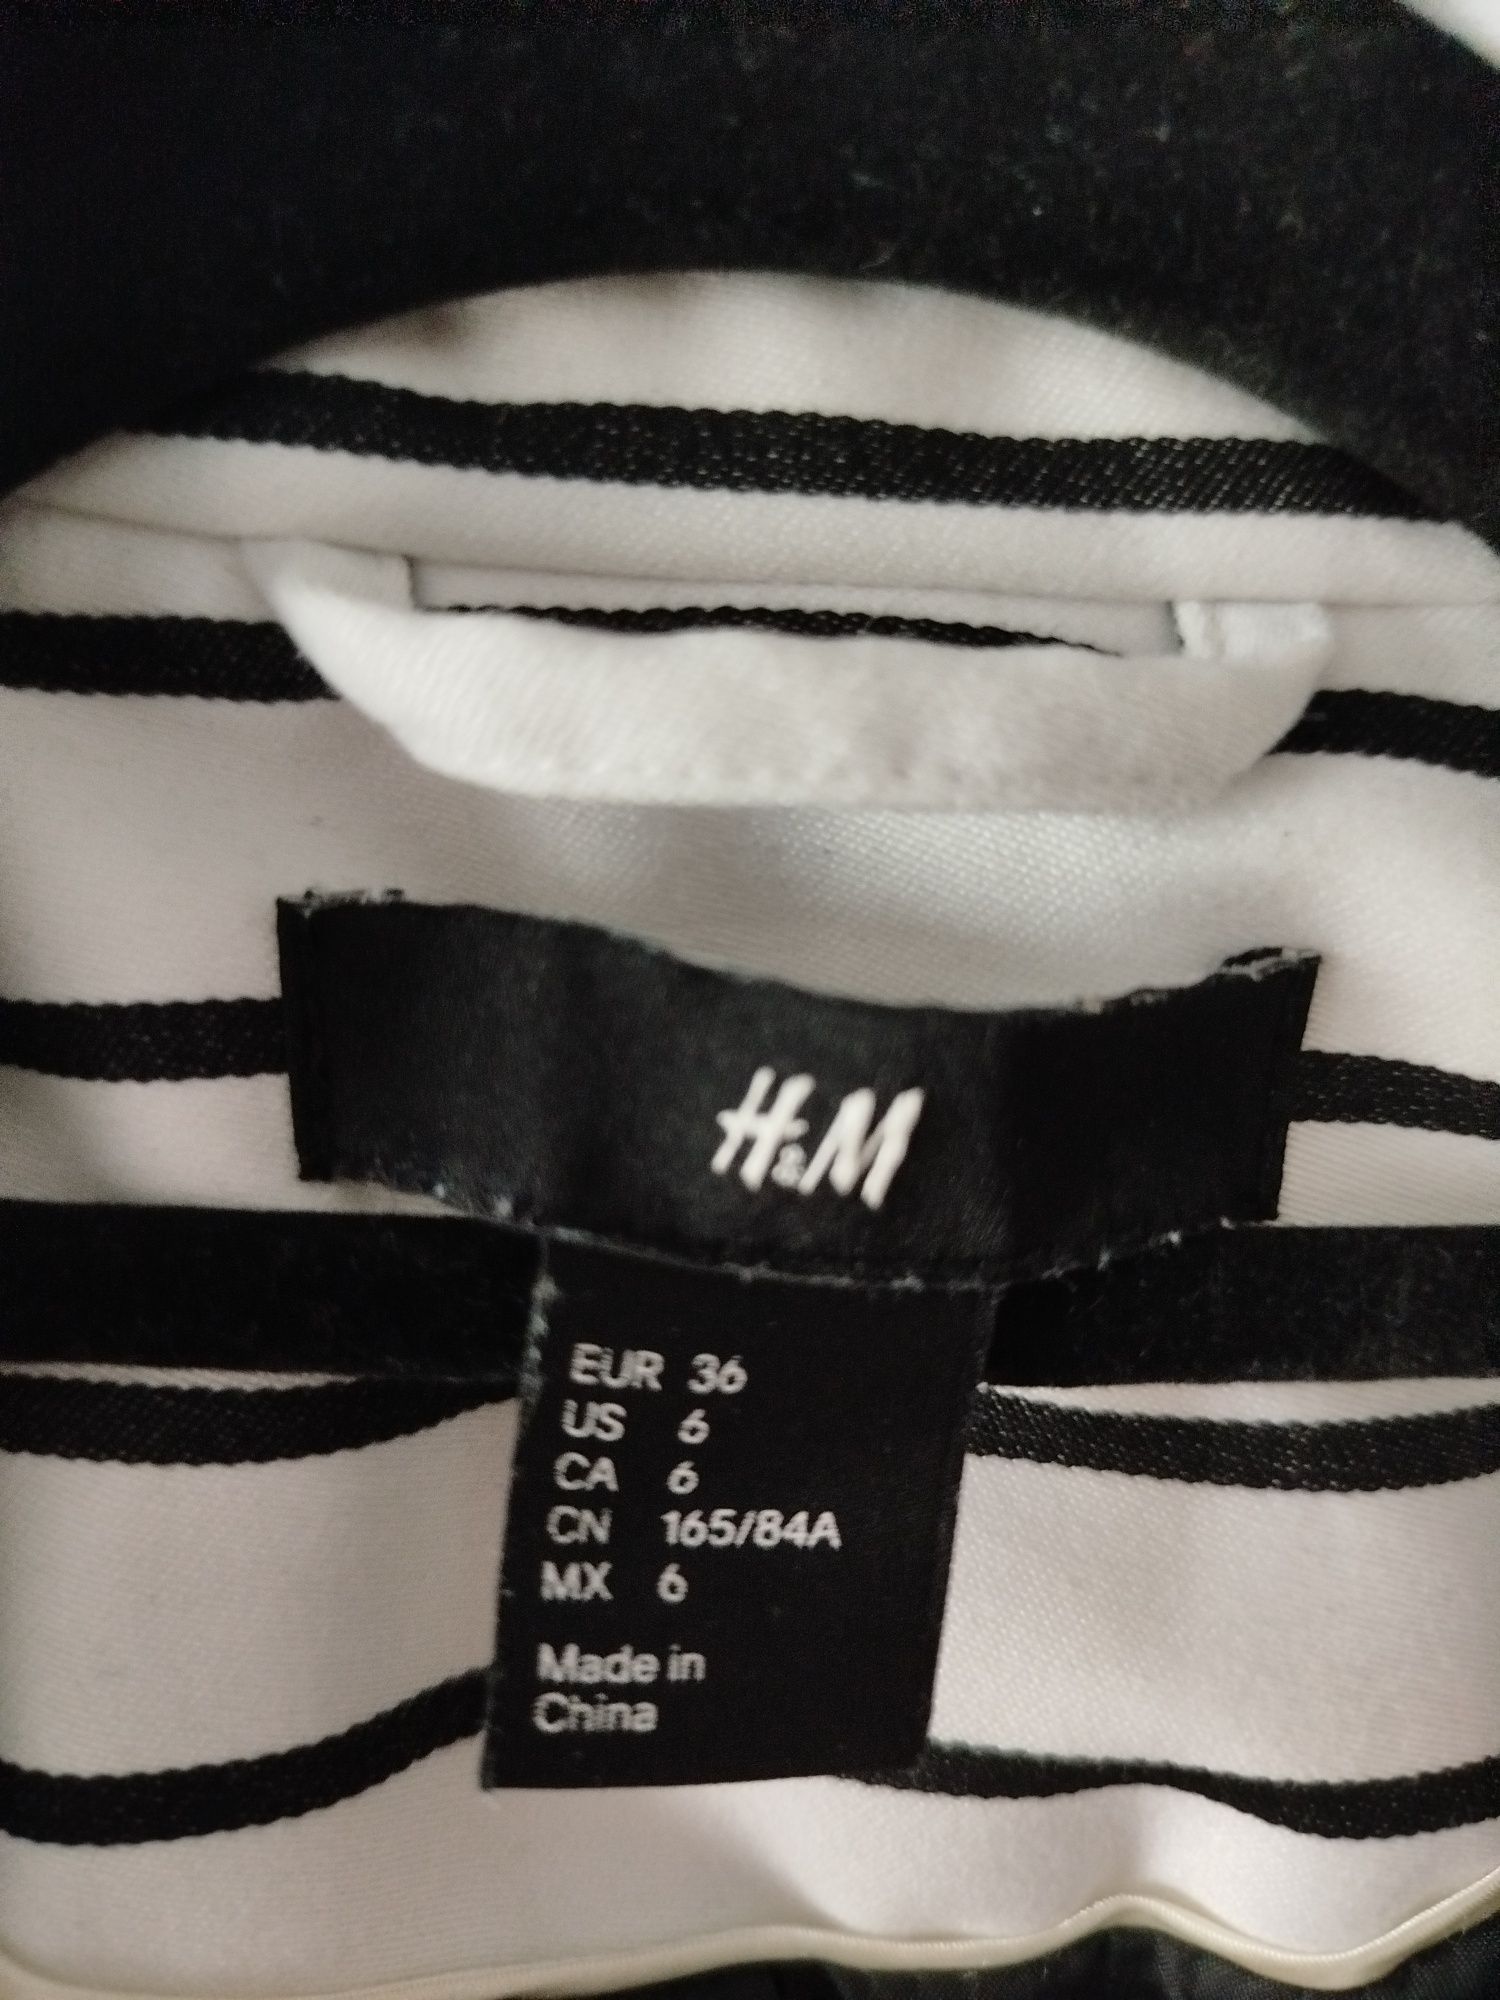 H&M
EUR 36
US 6
CA 6
CN 165/84A
MX 6
Made in
China